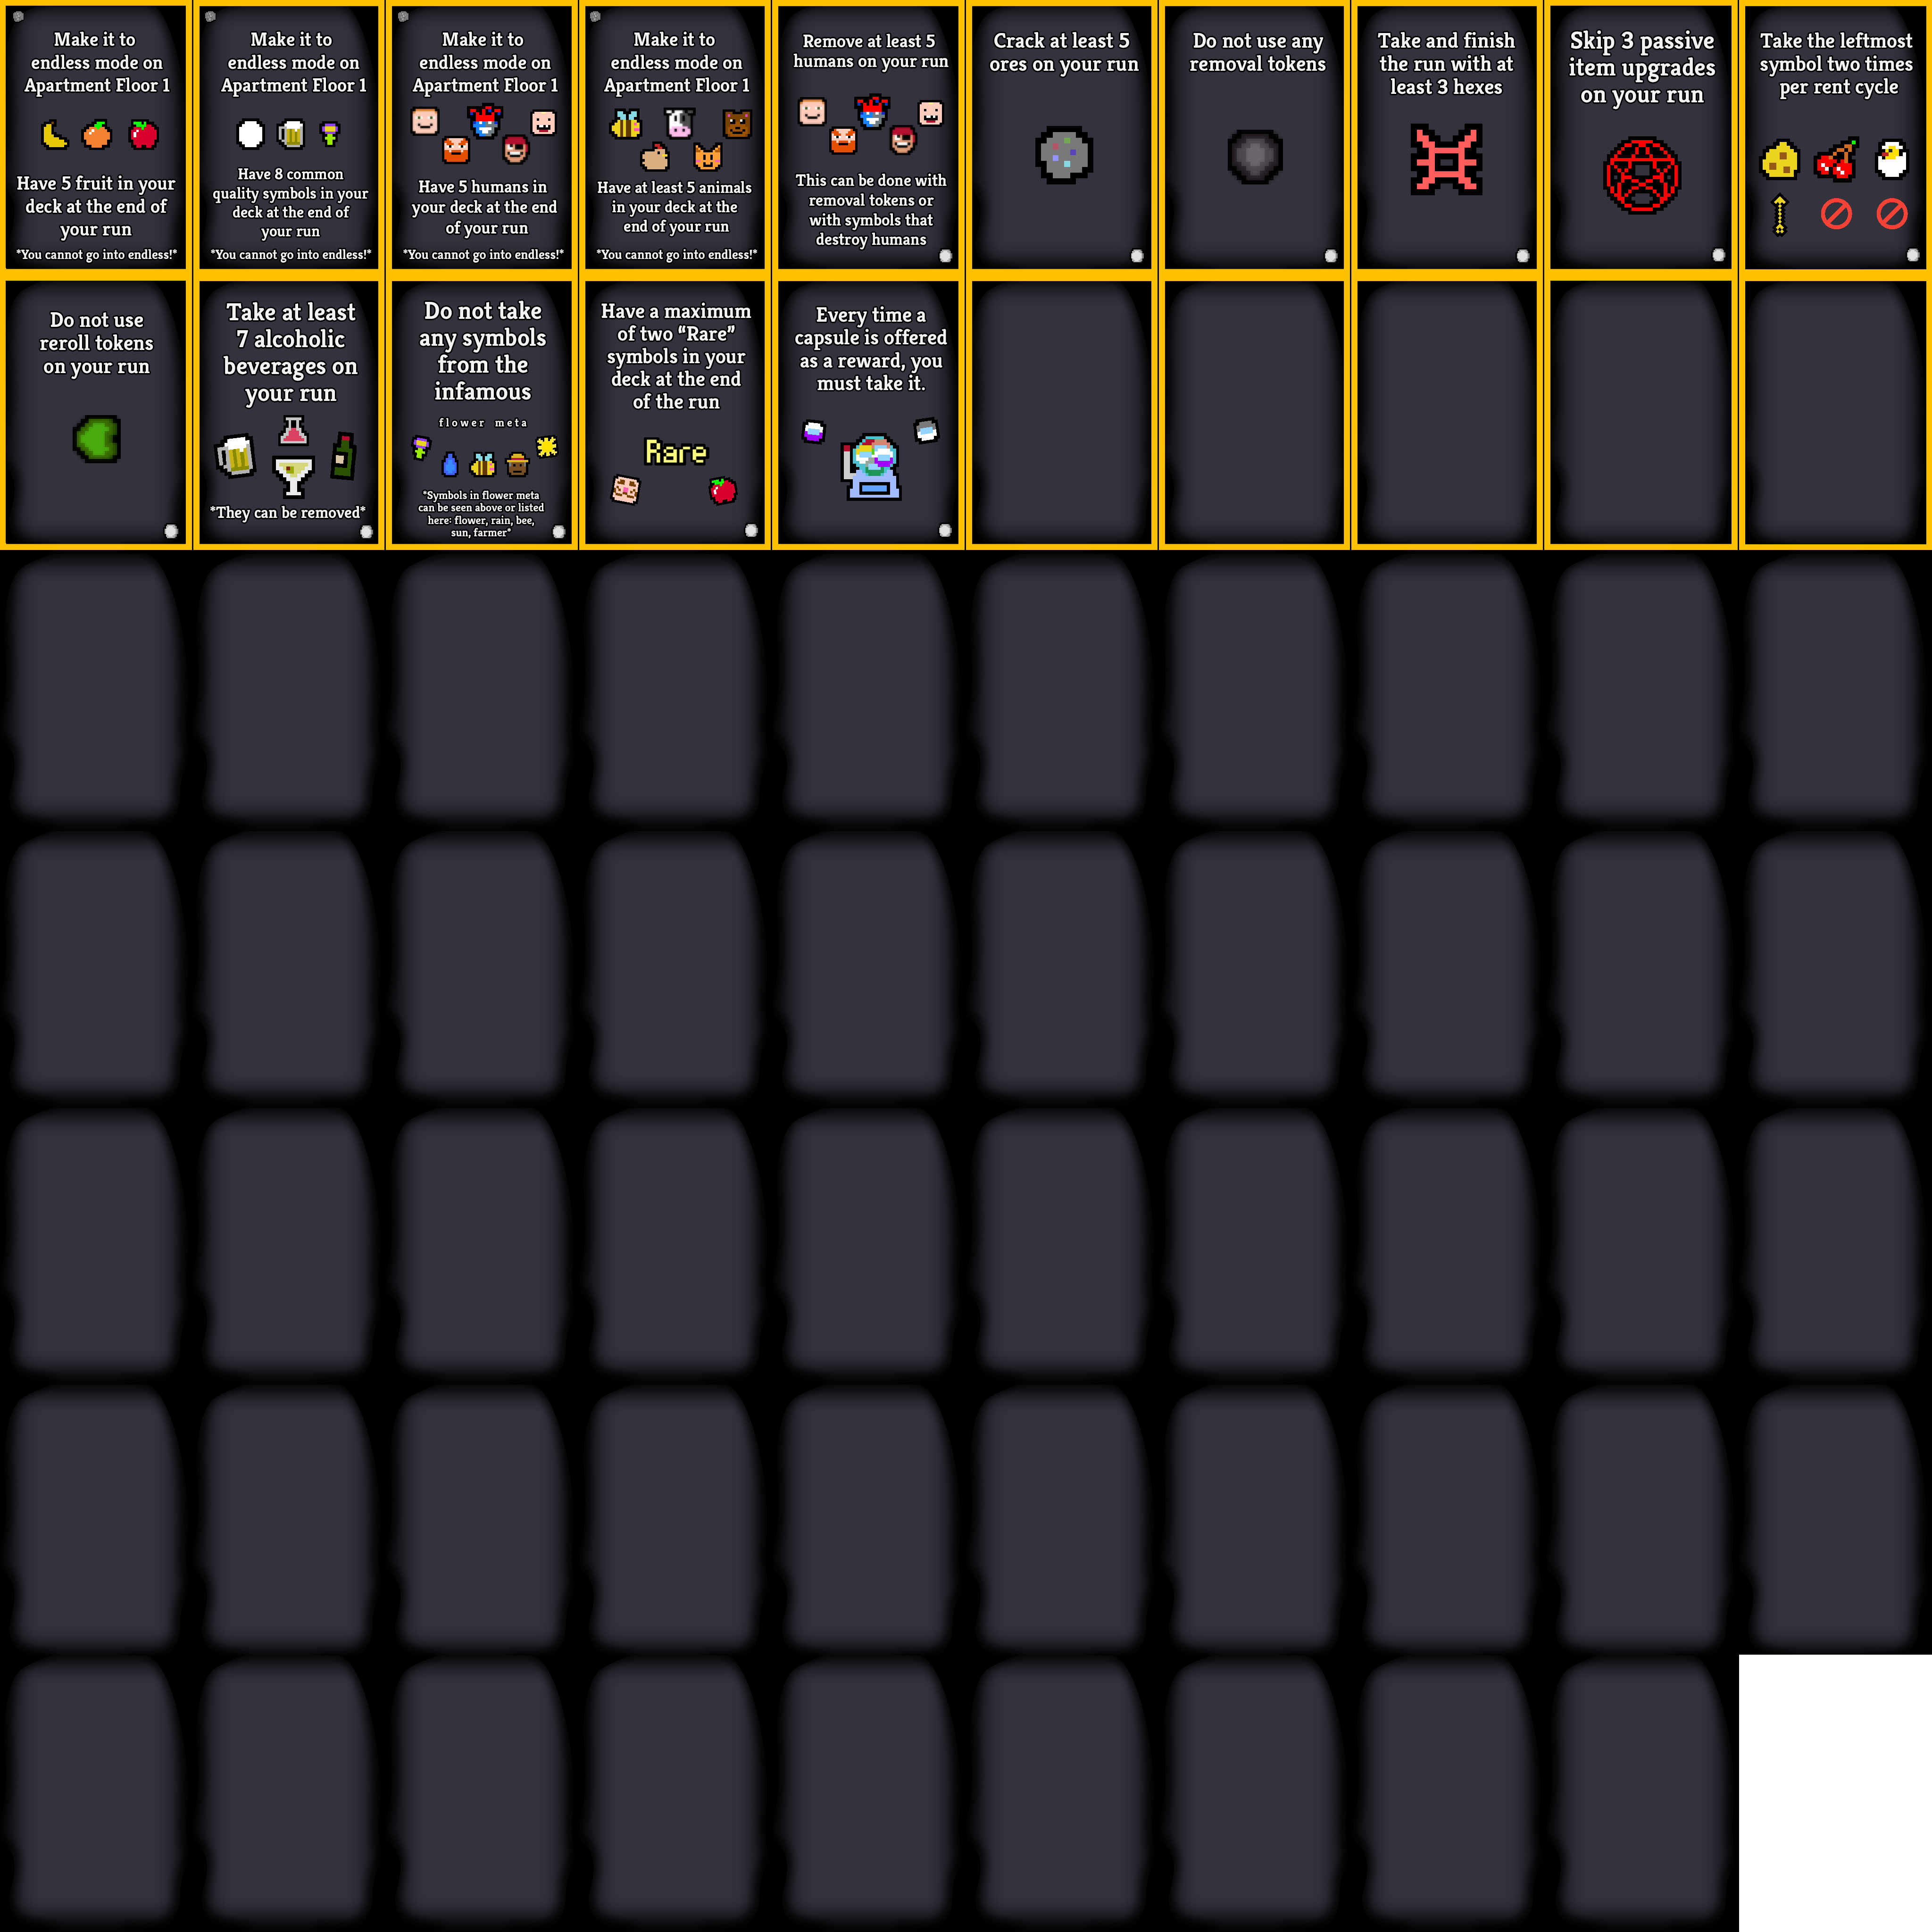 Make it to
endless mode on
Apartment Floor 1
Have 5 fruit in your
deck at the end of
your run
*You cannot go into endless!*
Make it to
endless mode on
Apartment Floor 1
Have 8 common
quality symbols in your
deck at the end of
your run
*You cannot go into endless!*
Make it to
endless mode on
Apartment Floor 1
Have 5 humans in
your deck at the end
of your run
*You cannot go into endless!*
Make it to
endless mode on
Apartment Floor 1
Have at least 5 animals
in your deck at the
end of your run
*You cannot go into endless!*
Remove at least 5
humans on your run
This can be done with
removal tokens or
with symbols that
destroy humans
Crack at least 5
ores on your run
Do not use any
removal tokens
Take and finish
the run with at
least 3 hexes
Skip 3 passive
item upgrades
on your run
Take the leftmost
symbol two times
per rent cycle
Do not use
reroll tokens
on your run
Take at least
7 alcoholic
beverages on
your run
*They can be removed*
Do not take
any symbols
from the
infamous
flower meta
*Symbols in flower meta
can be seen above or listed
here: flower, rain, bee,
sun, farmer*
Have a maximum
of two “Rare”
symbols in your
deck at the end
of the run
Rare
Every time a
capsule is offered
as a reward, you
must take it.